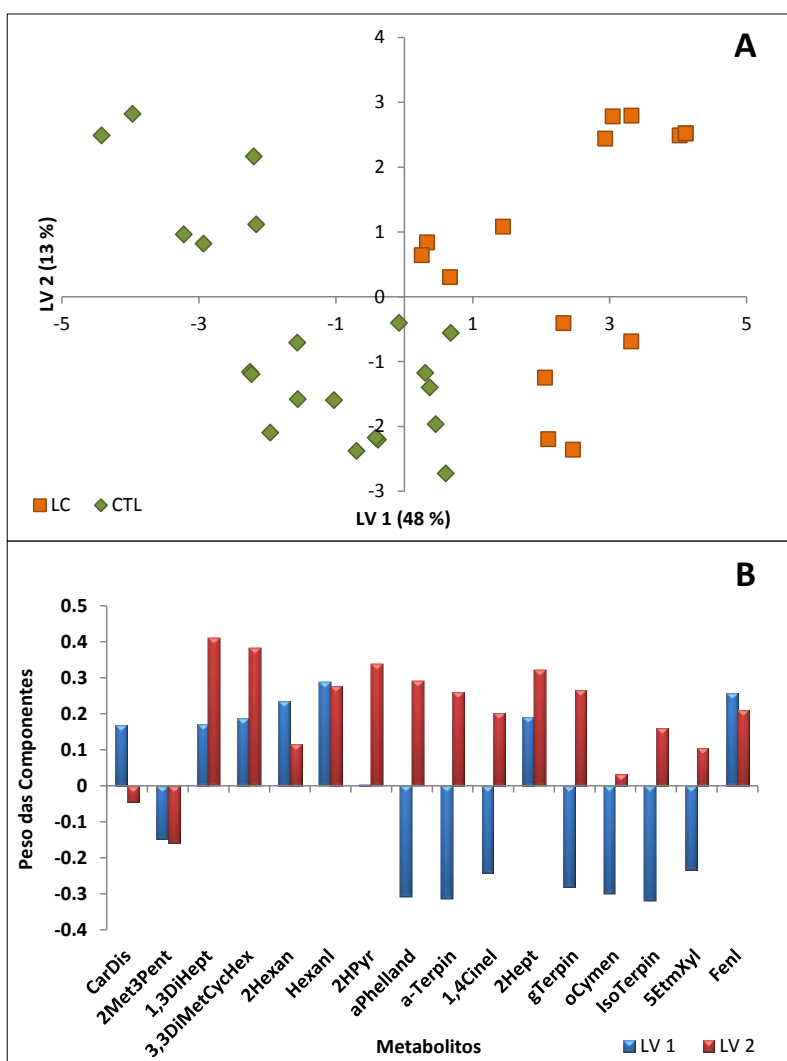 A
4
3
2
1
0
-1
-2
-3
-5
-3
-1
1
3
5
LV 2 (13 %)
LV 1 (48 %)
LC
CTL
B
0.5
0.4
0.3
0.2
0.1
0
-0.1
-0.2
-0.3
-0.4
Peso das Componentes
CarDis
2Met3Pent
1,3DiHept
3,3DiMetCycHex
2Hexan
Hexanl
2HPyr
aPhelland
a-Terpin
1,4Cinel
2Hept
gTerpin
oCymen
IsoTerpin
5EtmXyl
Fenl
Metabolitos
LV 1
LV 2